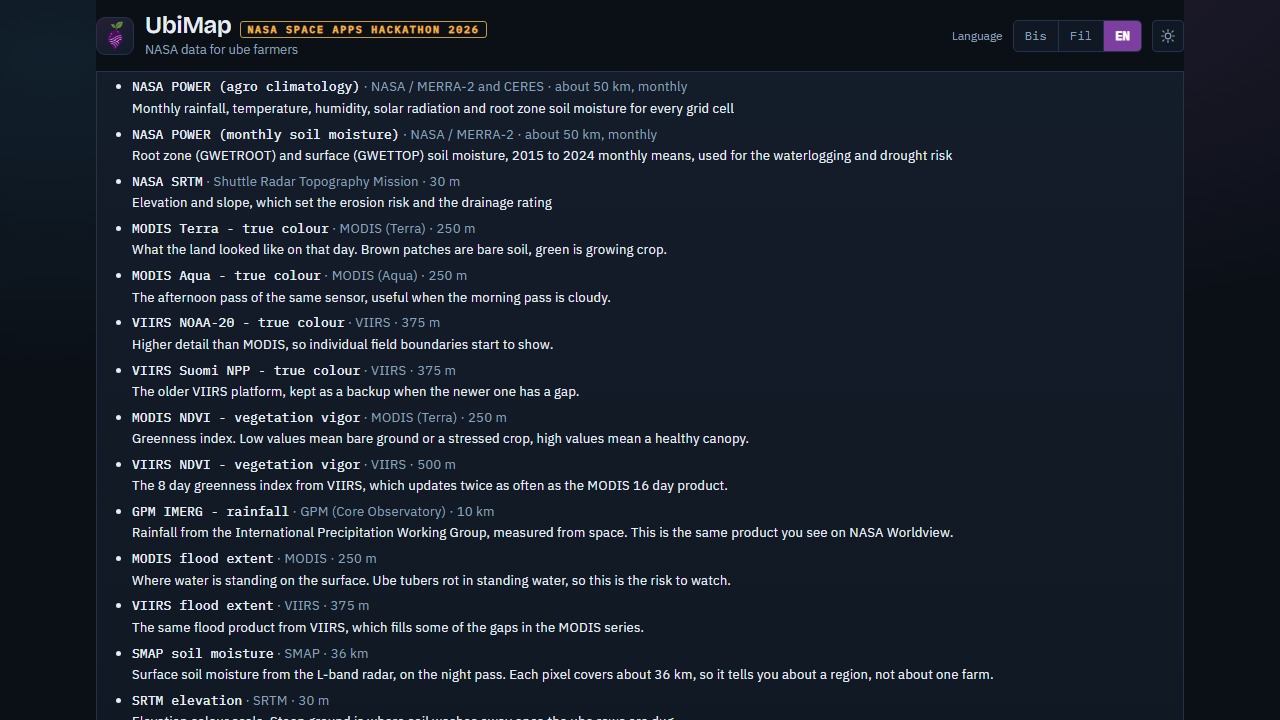 UbiMap NASA SPACE APPS HACKATHON 2026
NASA data for ube farmers
Language Bis Fil EN
NASA POWER (agro climatology) · NASA / MERRA-2 and CERES · about 50 km, monthly
Monthly rainfall, temperature, humidity, solar radiation and root zone soil moisture for every grid cell
NASA POWER (monthly soil moisture) · NASA / MERRA-2 · about 50 km, monthly
Root zone (GWETROOT) and surface (GWETTOP) soil moisture, 2015 to 2024 monthly means, used for the waterlogging and drought risk
NASA SRTM · Shuttle Radar Topography Mission · 30 m
Elevation and slope, which set the erosion risk and the drainage rating
MODIS Terra - true colour · MODIS (Terra) · 250 m
What the land looked like on that day. Brown patches are bare soil, green is growing crop.
MODIS Aqua - true colour · MODIS (Aqua) · 250 m
The afternoon pass of the same sensor, useful when the morning pass is cloudy.
VIIRS NOAA-20 - true colour · VIIRS · 375 m
Higher detail than MODIS, so individual field boundaries start to show.
VIIRS Suomi NPP - true colour · VIIRS · 375 m
The older VIIRS platform, kept as a backup when the newer one has a gap.
MODIS NDVI - vegetation vigor · MODIS (Terra) · 250 m
Greenness index. Low values mean bare ground or a stressed crop, high values mean a healthy canopy.
VIIRS NDVI - vegetation vigor · VIIRS · 500 m
The 8 day greenness index from VIIRS, which updates twice as often as the MODIS 16 day product.
GPM IMERG - rainfall · GPM (Core Observatory) · 10 km
Rainfall from the International Precipitation Working Group, measured from space. This is the same product you see on NASA Worldview.
MODIS flood extent · MODIS · 250 m
Where water is standing on the surface. Ube tubers rot in standing water, so this is the risk to watch.
VIIRS flood extent · VIIRS · 375 m
The same flood product from VIIRS, which fills some of the gaps in the MODIS series.
SMAP soil moisture · SMAP · 36 km
Surface soil moisture from the L-band radar, on the night pass. Each pixel covers about 36 km, so it tells you about a region, not about one farm.
SRTM elevation · SRTM · 30 m